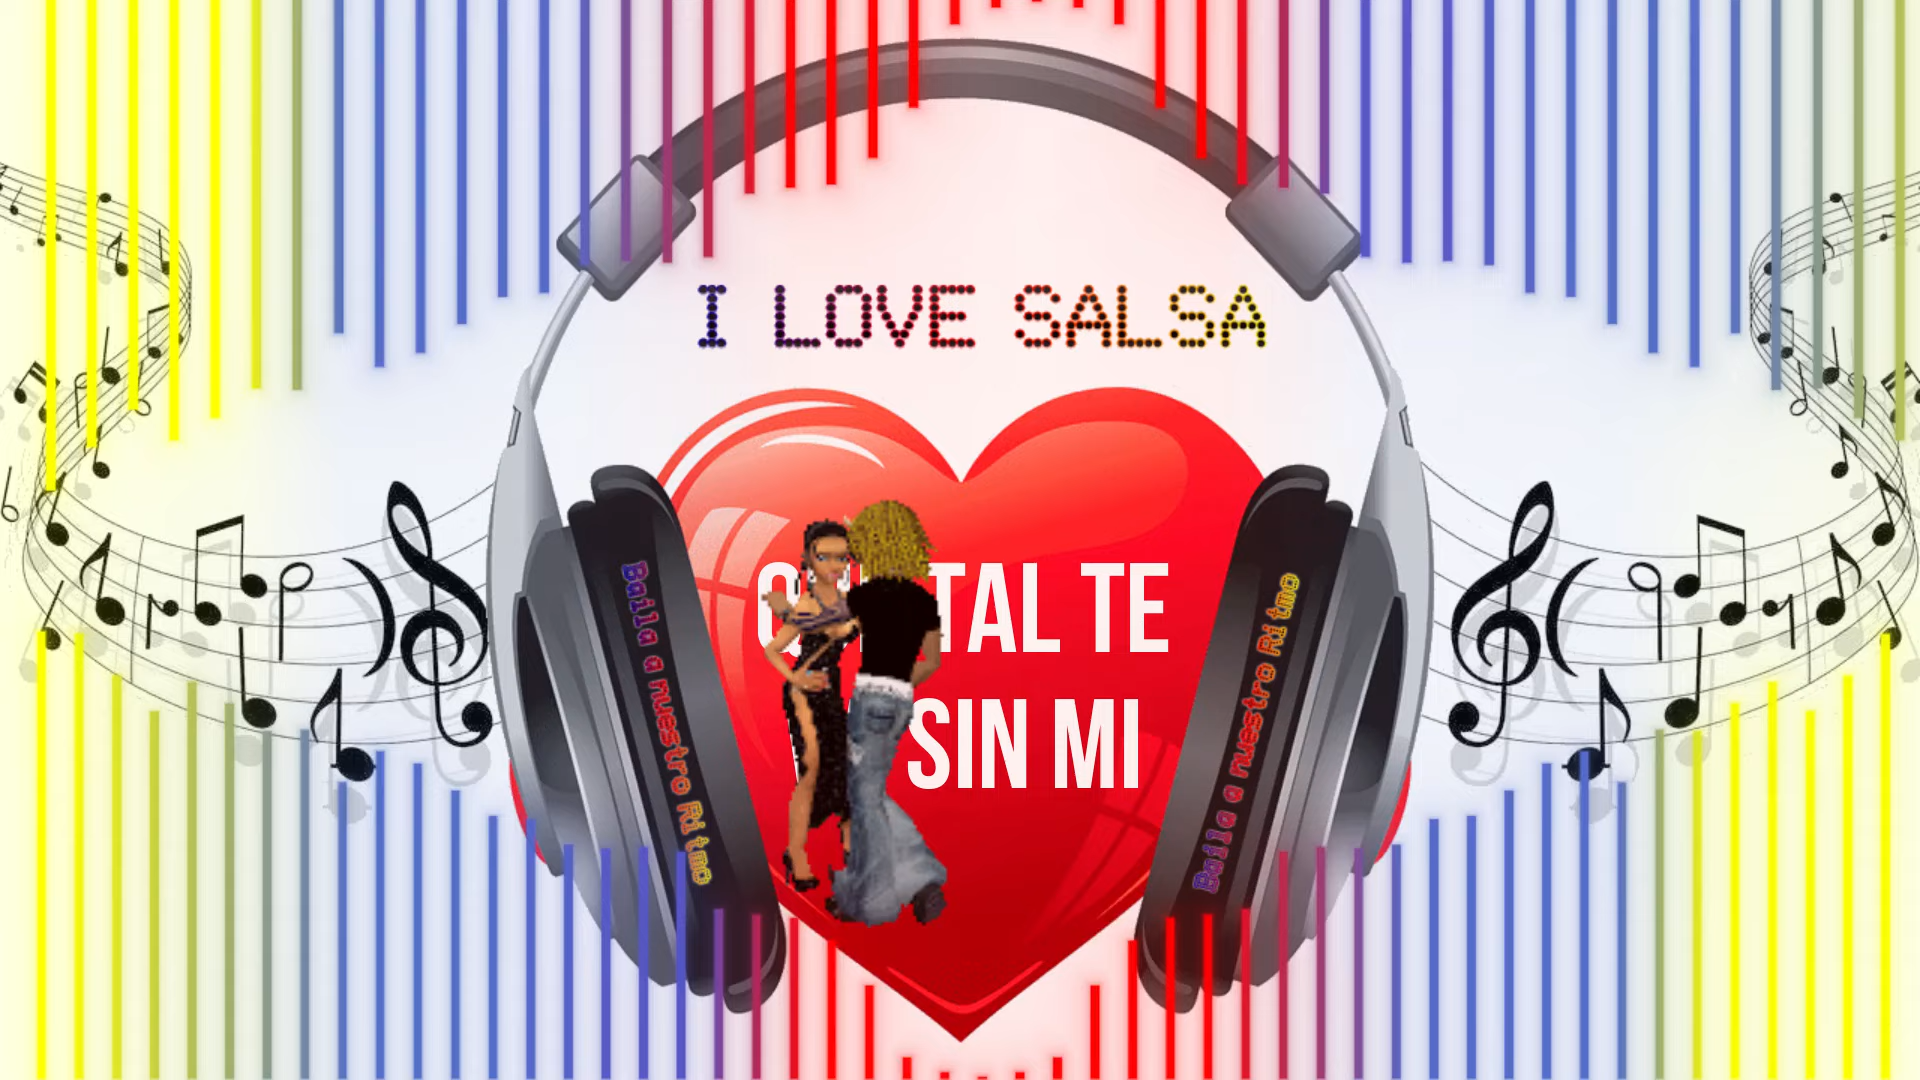 I LOVE SALSA
TAL TE
SIN MI
Baila a nuestro Ritmo
Baila a nuestro Ritmo